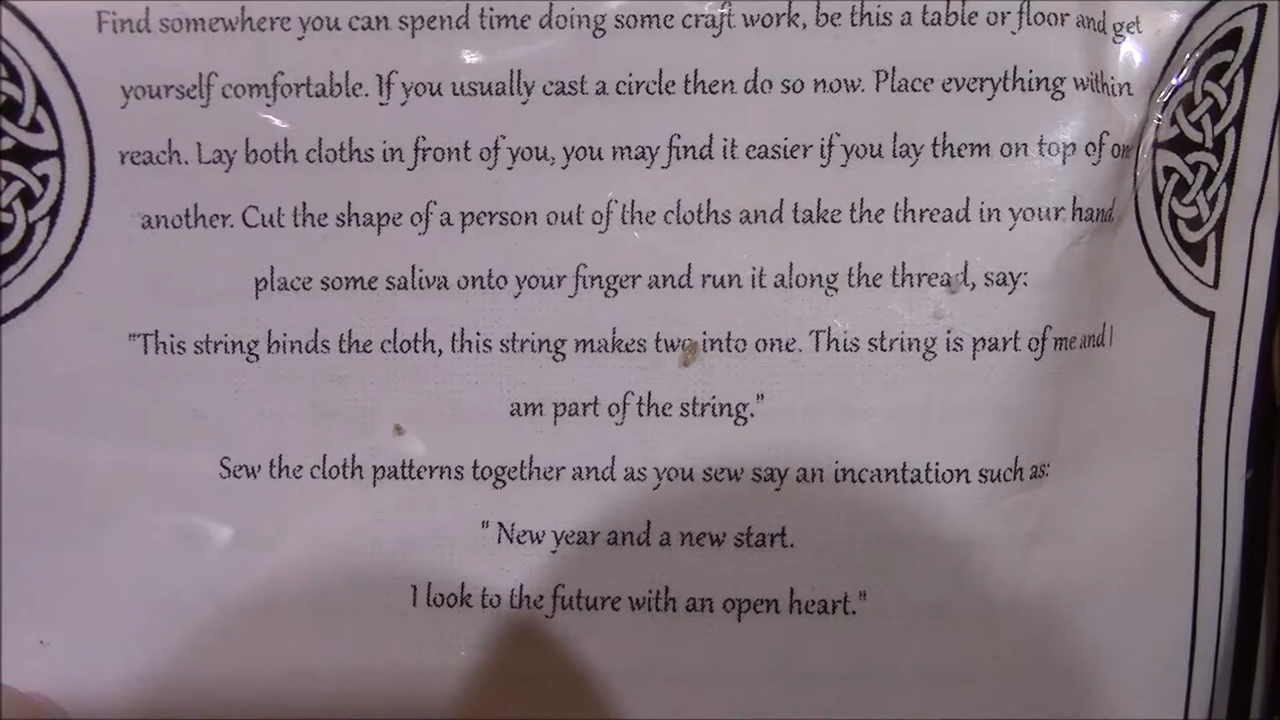 Find somewhere you can spend time doing some craft work, be this a table or floor and get
yourself comfortable. If you usually cast a circle then do so now. Place everything within
reach. Lay both cloths in front of you, you may find it easier if you lay them on top of
another. Cut the shape of a person out of the cloths and take the thread in your hand
place some saliva onto your finger and run it along the thread, say:
"This string binds the cloth, this string makes two into one. This string is part of me and I
am part of the string."
Sew the cloth patterns together and as you sew say an incantation such as:
" New year and a new start.
I look to the future with an open heart."